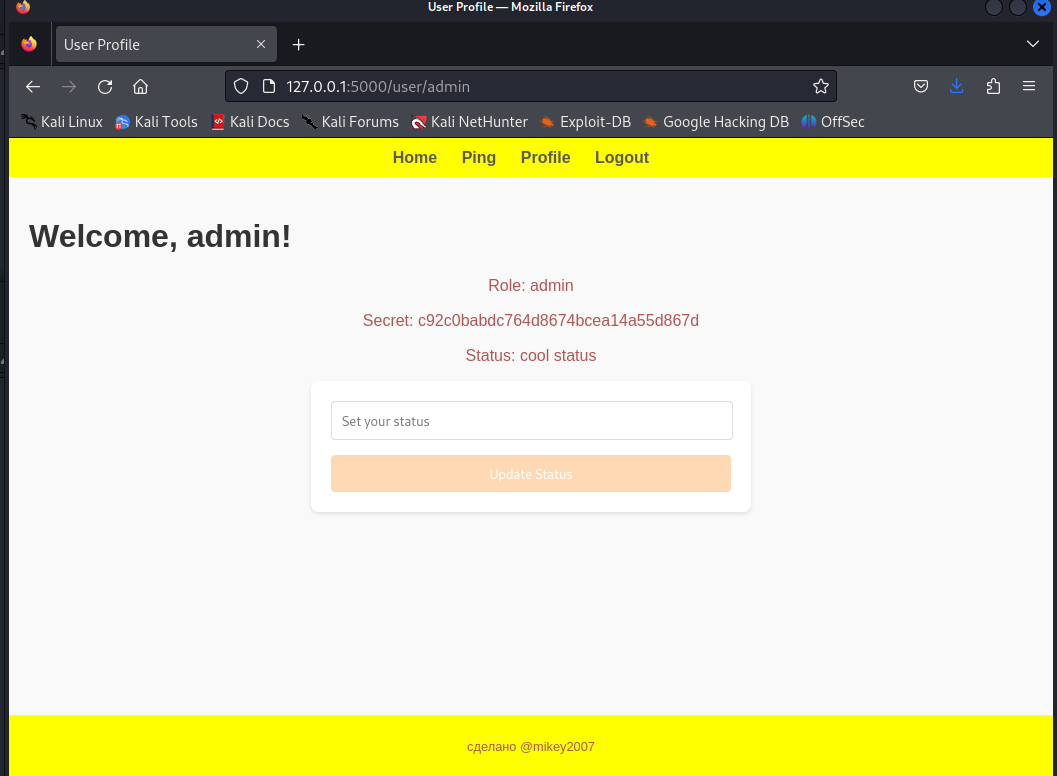 User Profile — Mozilla Firefox
User Profile
127.0.0.1:5000/user/admin
Kali Linux Kali Tools Kali Docs Kali Forums Kali NetHunter Exploit-DB Google Hacking DB OffSec
Home Ping Profile Logout
Welcome, admin!
Role: admin
Secret: c92c0babdc764d8674bcea14a55d867d
Status: cool status
Set your status
Update Status
сделано @mikey2007